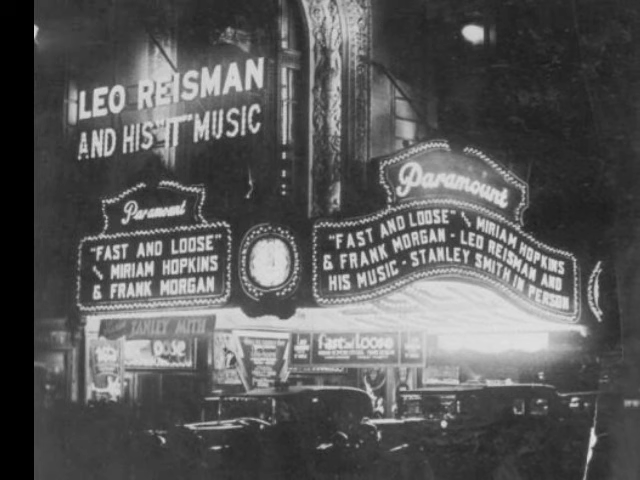 LEO REISMAN
AND HIS "IT" MUSIC
Paramount
"FAST AND LOOSE"
MIRIAM HOPKINS
& FRANK MORGAN
Paramount
"FAST AND LOOSE" MIRIAM HOPKINS
& FRANK MORGAN - LEO REISMAN AND
HIS MUSIC - STANLEY SMITH IN PERSON
STANLEY SMITH
Fast and Loose